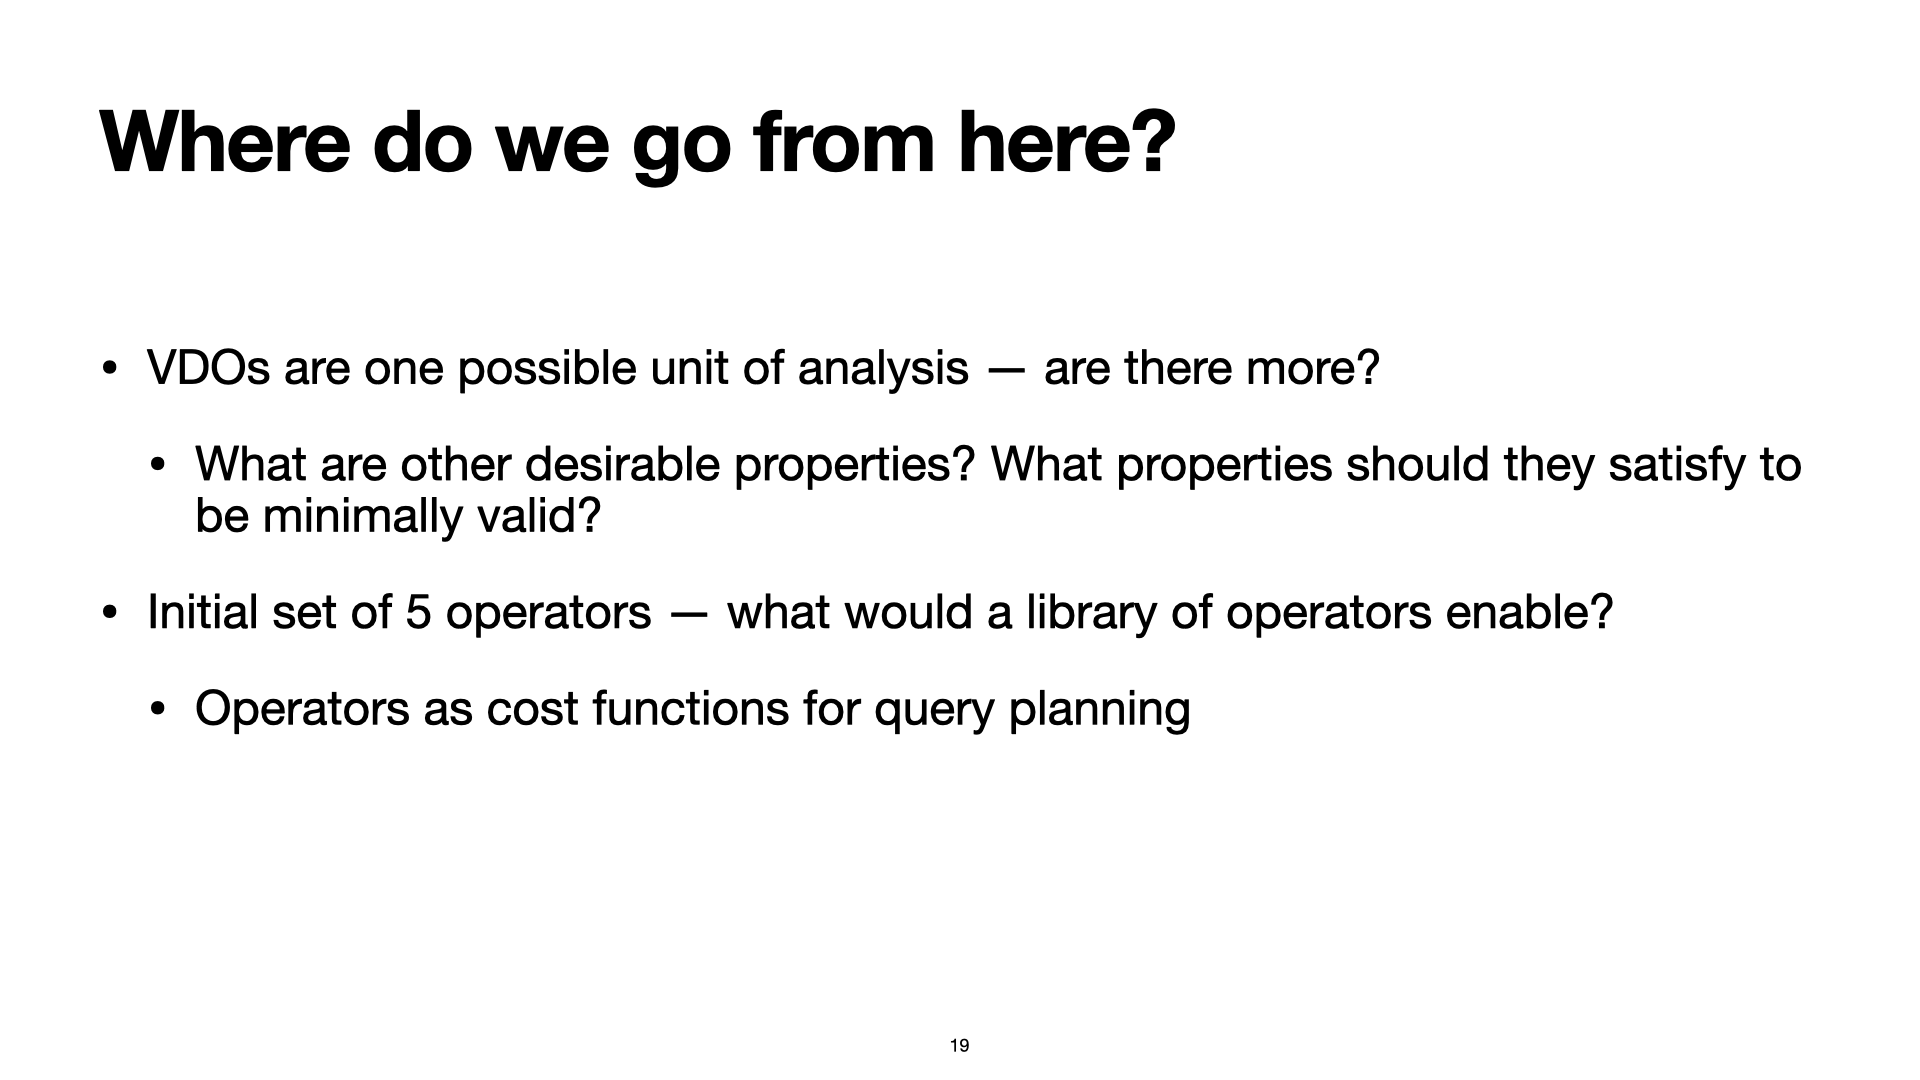 Where do we go from here?
• VDOs are one possible unit of analysis — are there more?
• What are other desirable properties? What properties should they satisfy to
be minimally valid?
• Initial set of 5 operators — what would a library of operators enable?
• Operators as cost functions for query planning
19